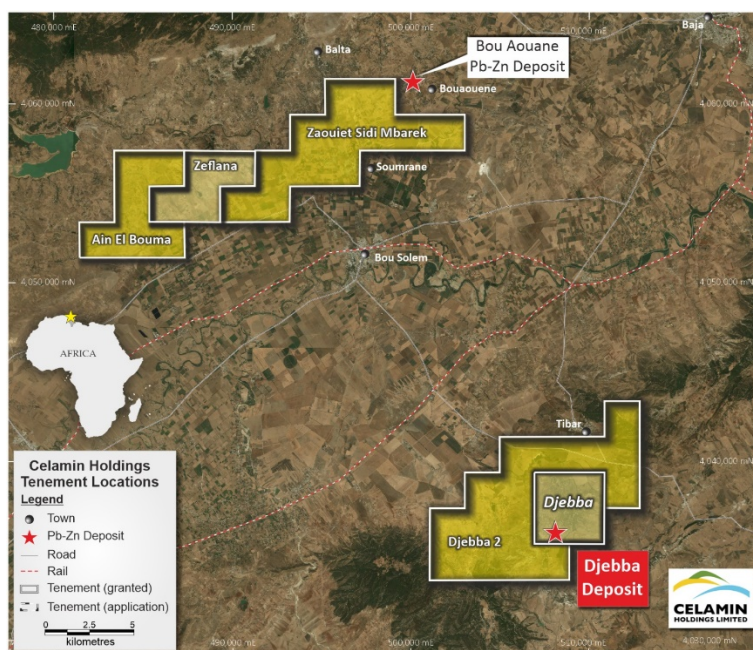 480,000 mE
490,000 mE
500,000 mE
510,000 mE
Baja
Balta
Bou Aouane
Pb-Zn Deposit
Bouaouene
4,060,000 mN
4,060,000 mN
Zaouiet Sidi Mbarek
Zeflana
Soumrane
Ain El Bouma
Bou Solem
4,050,000 mN
4,050,000 mN
AFRICA
Tibar
4,040,000 mN
Djebba
Djebba 2
Djebba
Deposit
Celamin Holdings
Tenement Locations
Legend
Town
Pb-Zn Deposit
Road
Rail
Tenement (granted)
Tenement (application)
0 2.5 5
kilometres
CELAMIN
HOLDINGS LIMITED
490,000 mE
500,000 mE
510,000 mE
4,030,000 mN